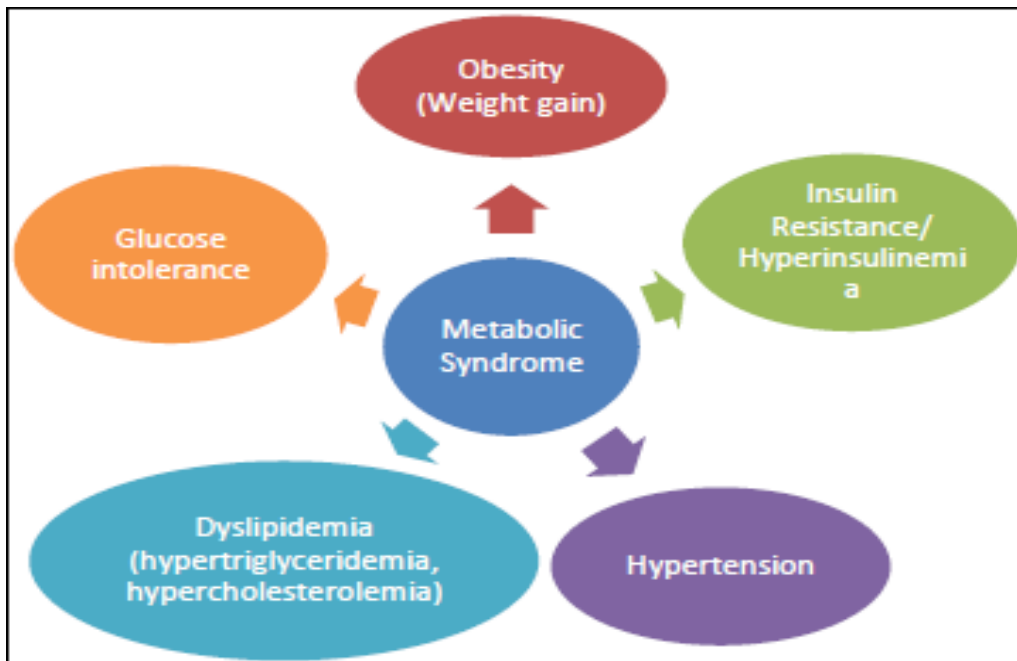 Obesity
(Weight gain)
Insulin
Resistance/
Hyperinsulinemi
a
Glucose
intolerance
Metabolic
Syndrome
Dyslipidemia
(hypertriglyceridemia,
hypercholesterolemia)
Hypertension